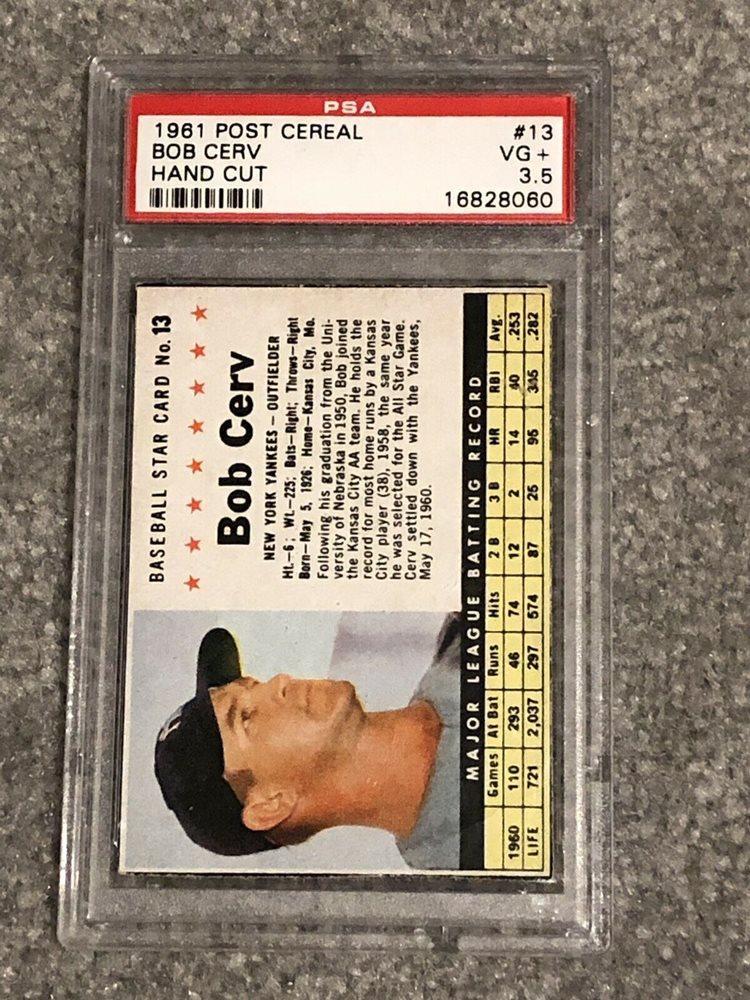 PSA
1961 POST CEREAL #13
BOB CERV VG +
HAND CUT 3.5
16828060
BASEBALL STAR CARD No. 13
Bob Cerv
NEW YORK YANKEES – OUTFIELDER
Ht.–6; Wt.–225; Bats–Right; Throws–Right
Born–May 5, 1926; Home–Kansas City, Mo.
Following his graduation from the Uni-
versity of Nebraska in 1950, Bob joined
the Kansas City AA team. He holds the
record for most home runs by a Kansas
City player (38), 1958, the same year
he was selected for the All Star Game.
Cerv settled down with the Yankees,
May 17, 1960.
MAJOR LEAGUE BATTING RECORD
Games At Bat Runs Hits 2 B 3 B HR RBI Avg.
1960 110 293 46 74 12 2 14 40 .253
LIFE 721 2,037 297 574 87 25 95 345 .282